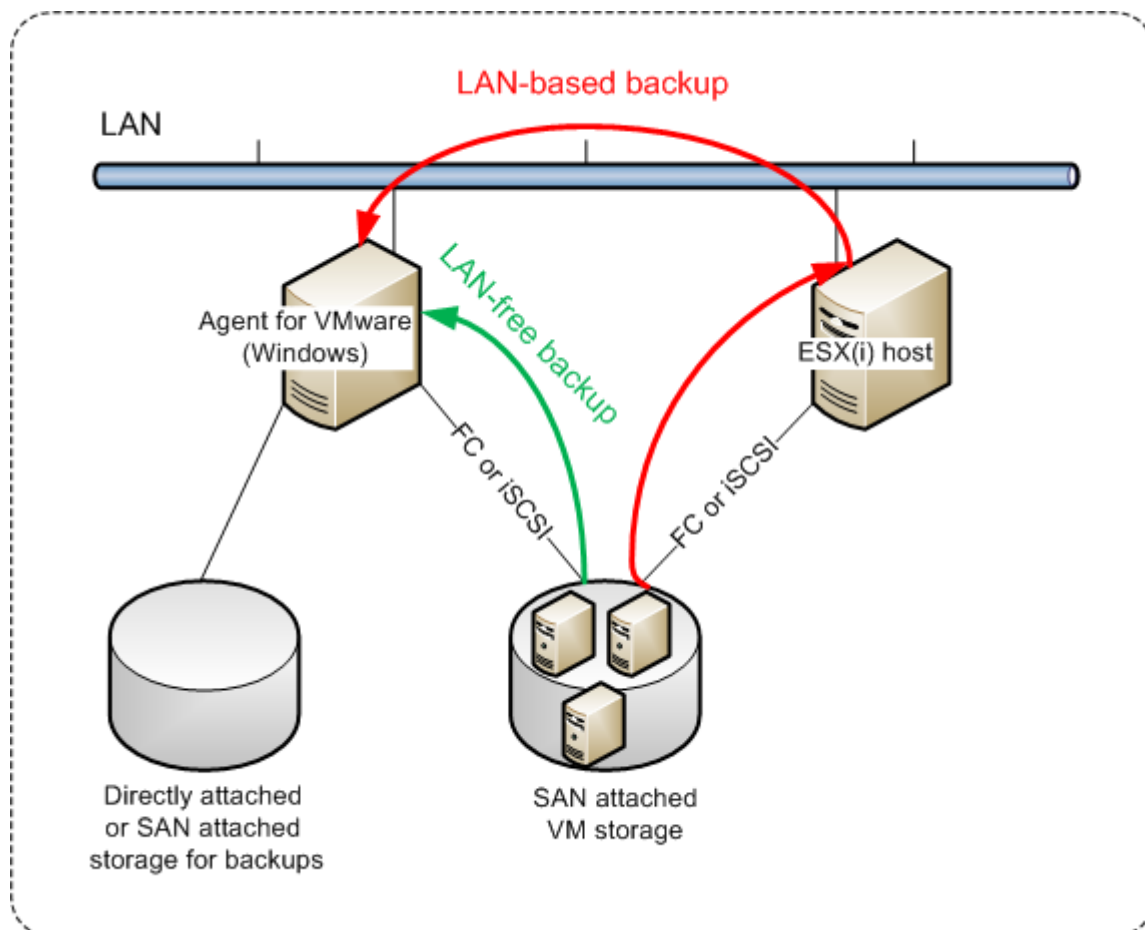 LAN-based backup
LAN
LAN-free backup
Agent for VMware
(Windows)
ESX(i) host
FC or iSCSI
FC or iSCSI
Directly attached
or SAN attached
storage for backups
SAN attached
VM storage